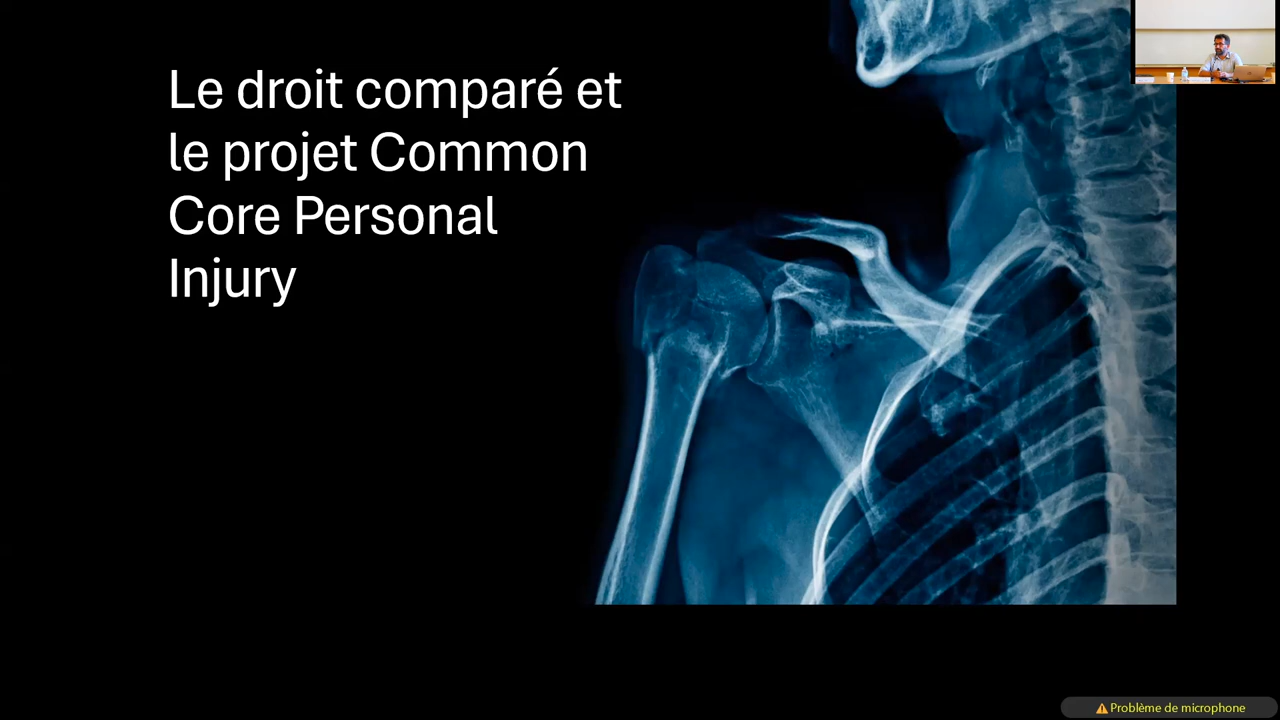 Le droit comparé et
le projet Common
Core Personal
Injury
Problème de microphone